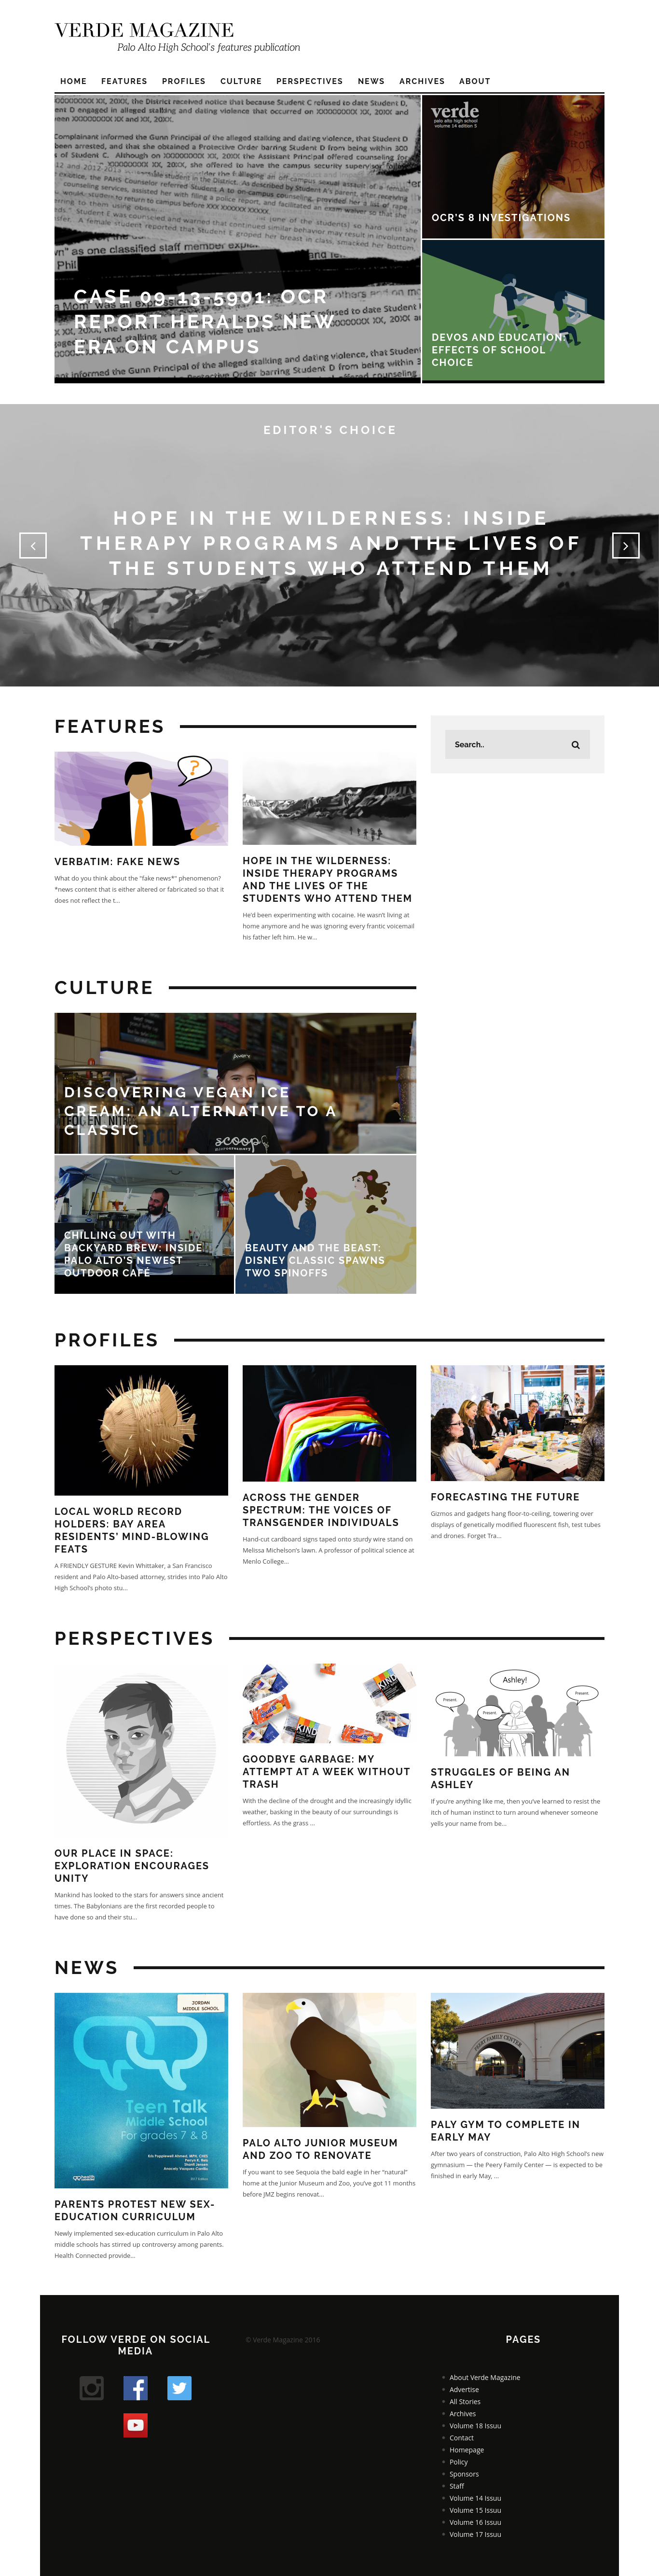 VERDE MAGAZINE
Palo Alto High School's features publication
HOME FEATURES PROFILES CULTURE PERSPECTIVES NEWS ARCHIVES ABOUT
CASE 09-13-5901: OCR
REPORT HERALDS NEW
ERA ON CAMPUS
verde
palo alto high school
volume 14 edition 5
OCR'S 8 INVESTIGATIONS
DEVOS AND EDUCATION:
EFFECTS OF SCHOOL
CHOICE
EDITOR'S CHOICE
HOPE IN THE WILDERNESS: INSIDE
THERAPY PROGRAMS AND THE LIVES OF
THE STUDENTS WHO ATTEND THEM
FEATURES
Search..
VERBATIM: FAKE NEWS
What do you think about the "fake news*" phenomenon?
*news content that is either altered or fabricated so that it
does not reflect the t...
HOPE IN THE WILDERNESS:
INSIDE THERAPY PROGRAMS
AND THE LIVES OF THE
STUDENTS WHO ATTEND THEM
He'd been experimenting with cocaine. He wasn't living at
home anymore and he was ignoring every frantic voicemail
his father left him. He w...
CULTURE
DISCOVERING VEGAN ICE
CREAM: AN ALTERNATIVE TO A
CLASSIC
scoop
CHILLING OUT WITH
BACKYARD BREW: INSIDE
PALO ALTO'S NEWEST
OUTDOOR CAFÉ
BEAUTY AND THE BEAST:
DISNEY CLASSIC SPAWNS
TWO SPINOFFS
PROFILES
LOCAL WORLD RECORD
HOLDERS: BAY AREA
RESIDENTS' MIND-BLOWING
FEATS
A FRIENDLY GESTURE Kevin Whittaker, a San Francisco
resident and Palo Alto-based attorney, strides into Palo Alto
High School's photo stu...
ACROSS THE GENDER
SPECTRUM: THE VOICES OF
TRANSGENDER INDIVIDUALS
Hand-cut cardboard signs taped onto sturdy wire stand on
Melissa Michelson's lawn. A professor of political science at
Menlo College...
FORECASTING THE FUTURE
Gizmos and gadgets hang floor-to-ceiling, towering over
displays of genetically modified fluorescent fish, test tubes
and drones. Forget Tra...
PERSPECTIVES
OUR PLACE IN SPACE:
EXPLORATION ENCOURAGES
UNITY
Mankind has looked to the stars for answers since ancient
times. The Babylonians are the first recorded people to
have done so and their stu...
KIND
KIND
GOODBYE GARBAGE: MY
ATTEMPT AT A WEEK WITHOUT
TRASH
With the decline of the drought and the increasingly idyllic
weather, basking in the beauty of our surroundings is
effortless. As the grass ...
Ashley!
Present.
Present.
Present.
STRUGGLES OF BEING AN
ASHLEY
If you're anything like me, then you've learned to resist the
itch of human instinct to turn around whenever someone
yells your name from be...
NEWS
JORDAN
MIDDLE SCHOOL
Teen Talk
Middle School
For grades 7 & 8
PARENTS PROTEST NEW SEX-
EDUCATION CURRICULUM
Newly implemented sex-education curriculum in Palo Alto
middle schools has stirred up controversy among parents.
Health Connected provide...
PALO ALTO JUNIOR MUSEUM
AND ZOO TO RENOVATE
If you want to see Sequoia the bald eagle in her "natural"
home at the Junior Museum and Zoo, you've got 11 months
before JMZ begins renovat...
PEERY FAMILY CENTER
PALY GYM TO COMPLETE IN
EARLY MAY
After two years of construction, Palo Alto High School's new
gymnasium — the Peery Family Center — is expected to be
finished in early May, ...
FOLLOW VERDE ON SOCIAL
MEDIA
© Verde Magazine 2016
PAGES
About Verde Magazine
Advertise
All Stories
Archives
Volume 18 Issuu
Contact
Homepage
Policy
Sponsors
Staff
Volume 14 Issuu
Volume 15 Issuu
Volume 16 Issuu
Volume 17 Issuu